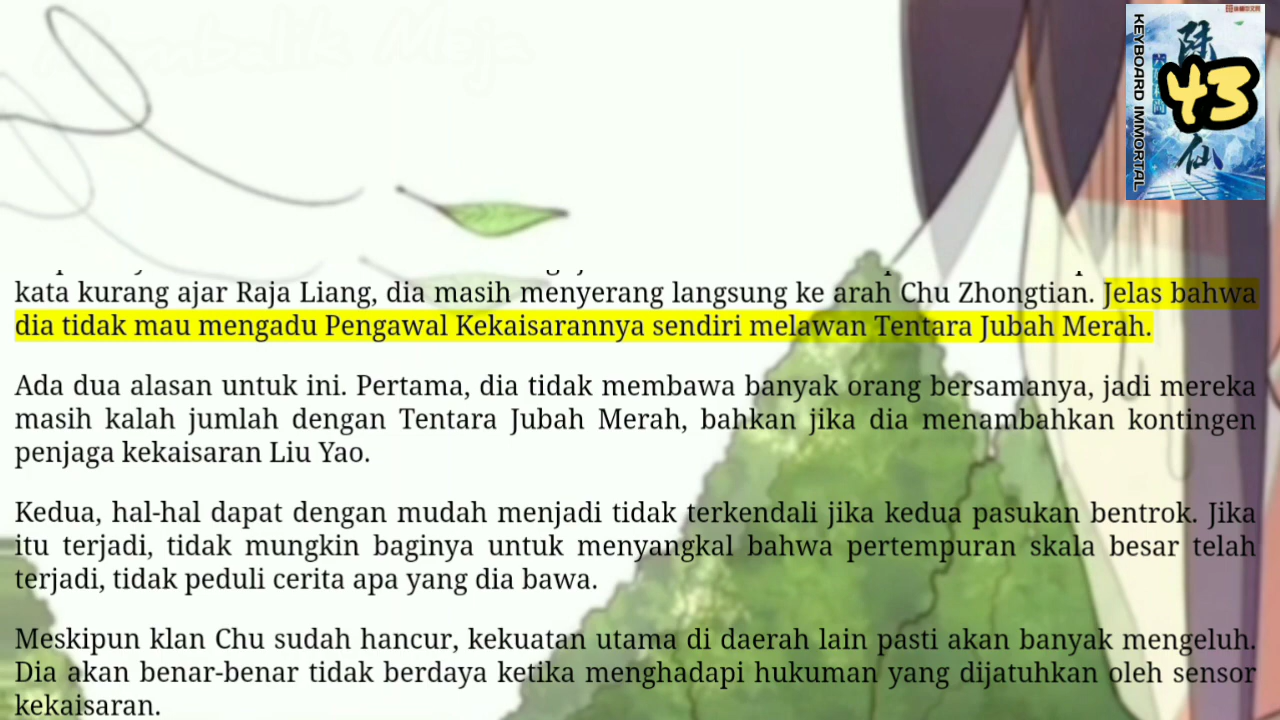 KEYBOARD IMMORTAL
43
仙
kata kurang ajar Raja Liang, dia masih menyerang langsung ke arah Chu Zhongtian. Jelas bahwa
dia tidak mau mengadu Pengawal Kekaisarannya sendiri melawan Tentara Jubah Merah.
Ada dua alasan untuk ini. Pertama, dia tidak membawa banyak orang bersamanya, jadi mereka
masih kalah jumlah dengan Tentara Jubah Merah, bahkan jika dia menambahkan kontingen
penjaga kekaisaran Liu Yao.
Kedua, hal-hal dapat dengan mudah menjadi tidak terkendali jika kedua pasukan bentrok. Jika
itu terjadi, tidak mungkin baginya untuk menyangkal bahwa pertempuran skala besar telah
terjadi, tidak peduli cerita apa yang dia bawa.
Meskipun klan Chu sudah hancur, kekuatan utama di daerah lain pasti akan banyak mengeluh.
Dia akan benar-benar tidak berdaya ketika menghadapi hukuman yang dijatuhkan oleh sensor
kekaisaran.